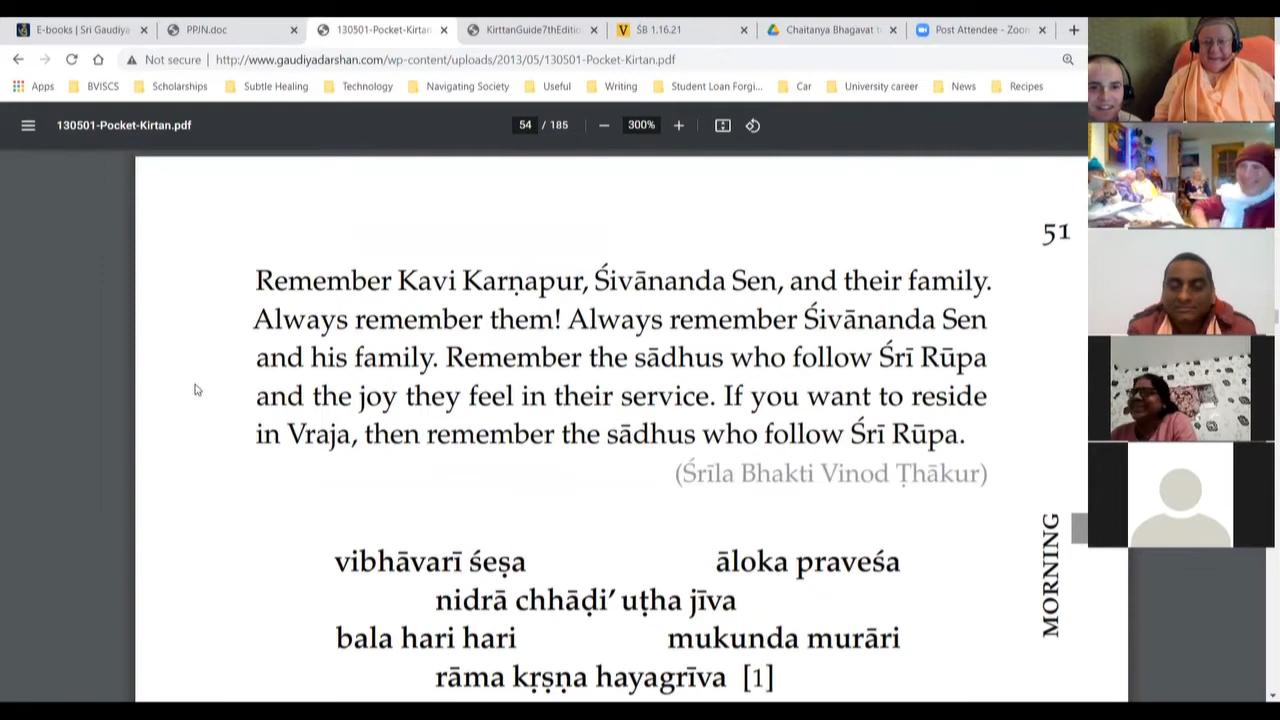 E-books | Sri Gaudiya
PPJN.doc
130501-Pocket-Kirtan
KirttanGuide7thEditio
ŚB 1.16.21
Chaitanya Bhagavat t
Post Attendee - Zoom
Not secure | http://www.gaudiyadarshan.com/wp-content/uploads/2013/05/130501-Pocket-Kirtan.pdf
Apps BVISCS Scholarships Subtle Healing Technology Navigating Society Useful Writing Student Loan Forgi... Car University career News Recipes
130501-Pocket-Kirtan.pdf 54 / 185 — 300% +
51
Remember Kavi Karṇapur, Śivānanda Sen, and their family.
Always remember them! Always remember Śivānanda Sen
and his family. Remember the sādhus who follow Śrī Rūpa
and the joy they feel in their service. If you want to reside
in Vraja, then remember the sādhus who follow Śrī Rūpa.
(Śrīla Bhakti Vinod Ṭhākur)
MORNING
vibhāvarī śeṣa āloka praveśa
nidrā chhāḍi’ uṭha jīva
bala hari hari mukunda murāri
rāma kṛṣṇa hayagrīva [1]